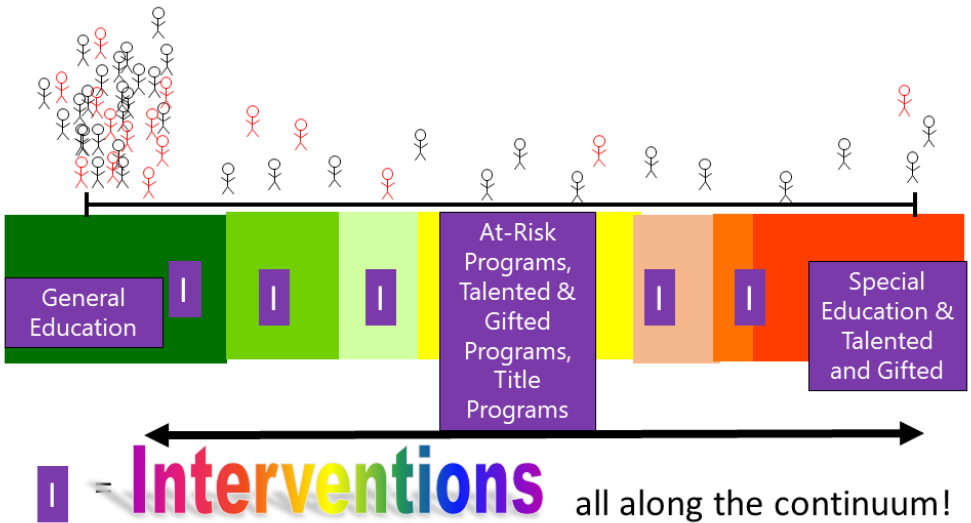 General
Education
I
I
I
At-Risk
Programs,
Talented &
Gifted
Programs,
Title
Programs
I
I
Special
Education &
Talented
and Gifted
I = Interventions all along the continuum!